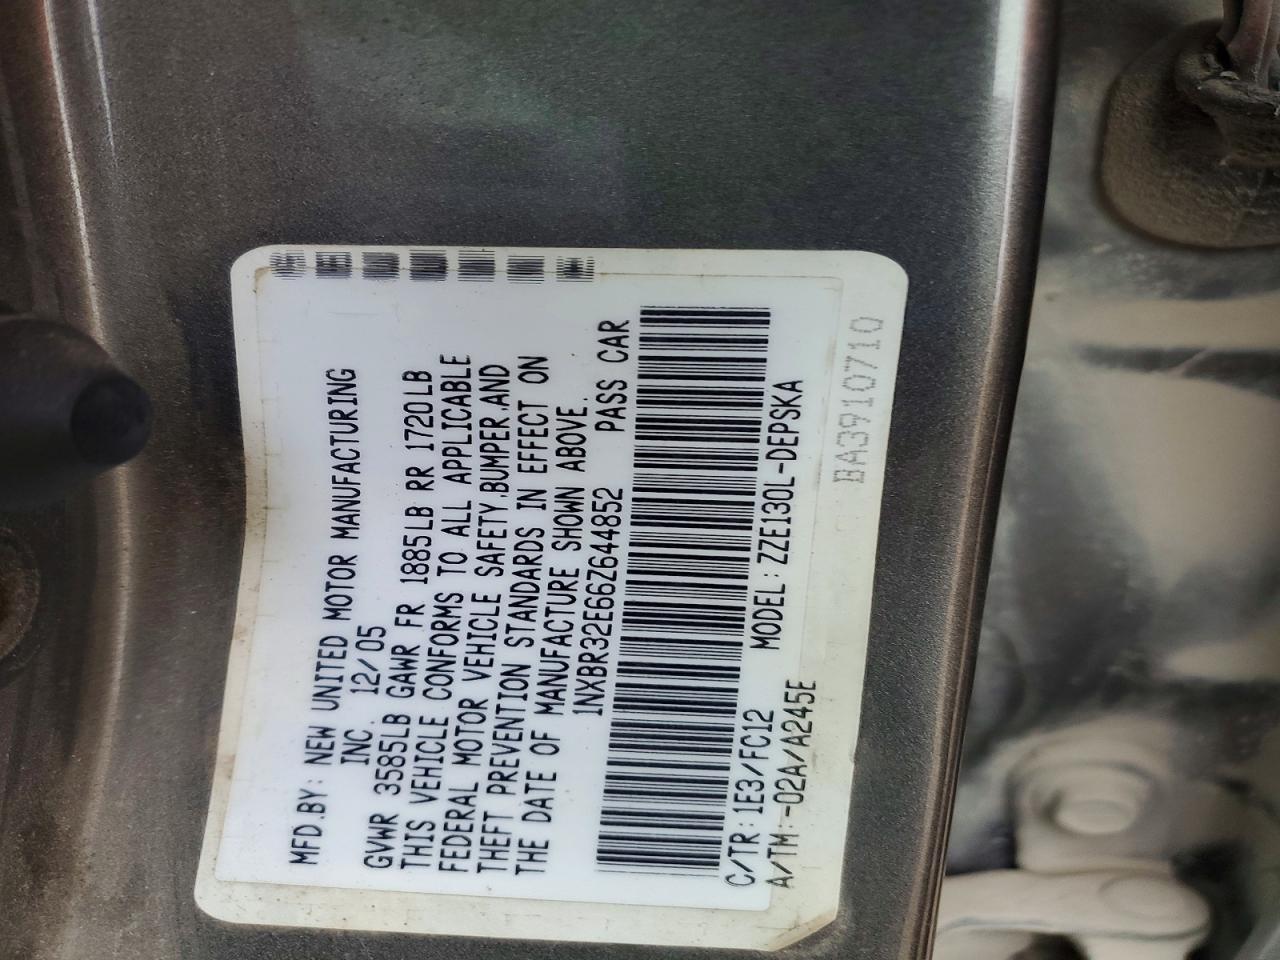 MFD.BY: NEW UNITED MOTOR MANUFACTURING
INC. 12/05
GVWR 3585LB GAWR FR 1885LB RR 1720LB
THIS VEHICLE CONFORMS TO ALL APPLICABLE
FEDERAL MOTOR VEHICLE SAFETY,BUMPER,AND
THEFT PREVENTION STANDARDS IN EFFECT ON
THE DATE OF MANUFACTURE SHOWN ABOVE.
1NXBR32E66Z644852 PASS CAR
C/TR:1E3/FC12 MODEL:ZZE130L-DEPSKA
A/TM:-02A/A245E
BA3910710